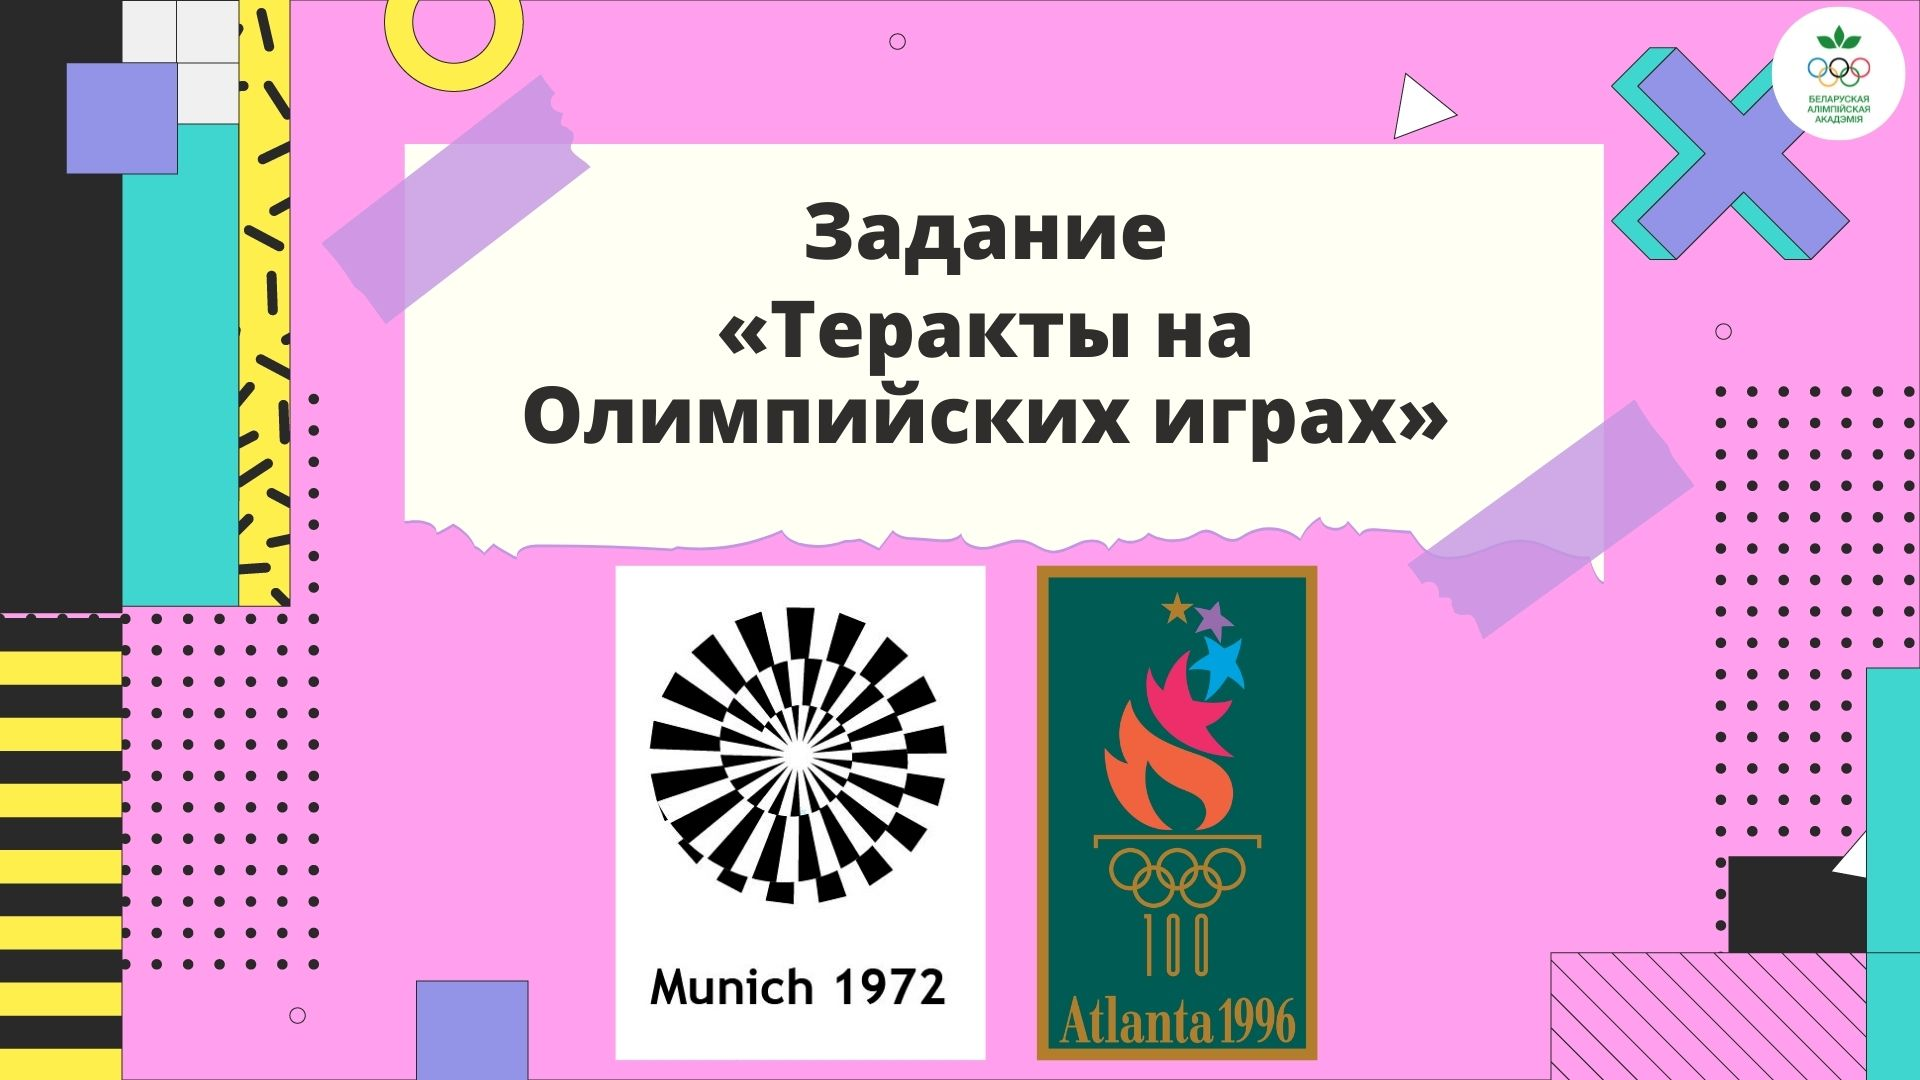 БЕЛАРУСКАЯ
АЛІМПІЙСКАЯ
АКАДЭМІЯ
Задание
«Теракты на
Олимпийских играх»
Munich 1972
100
Atlanta 1996